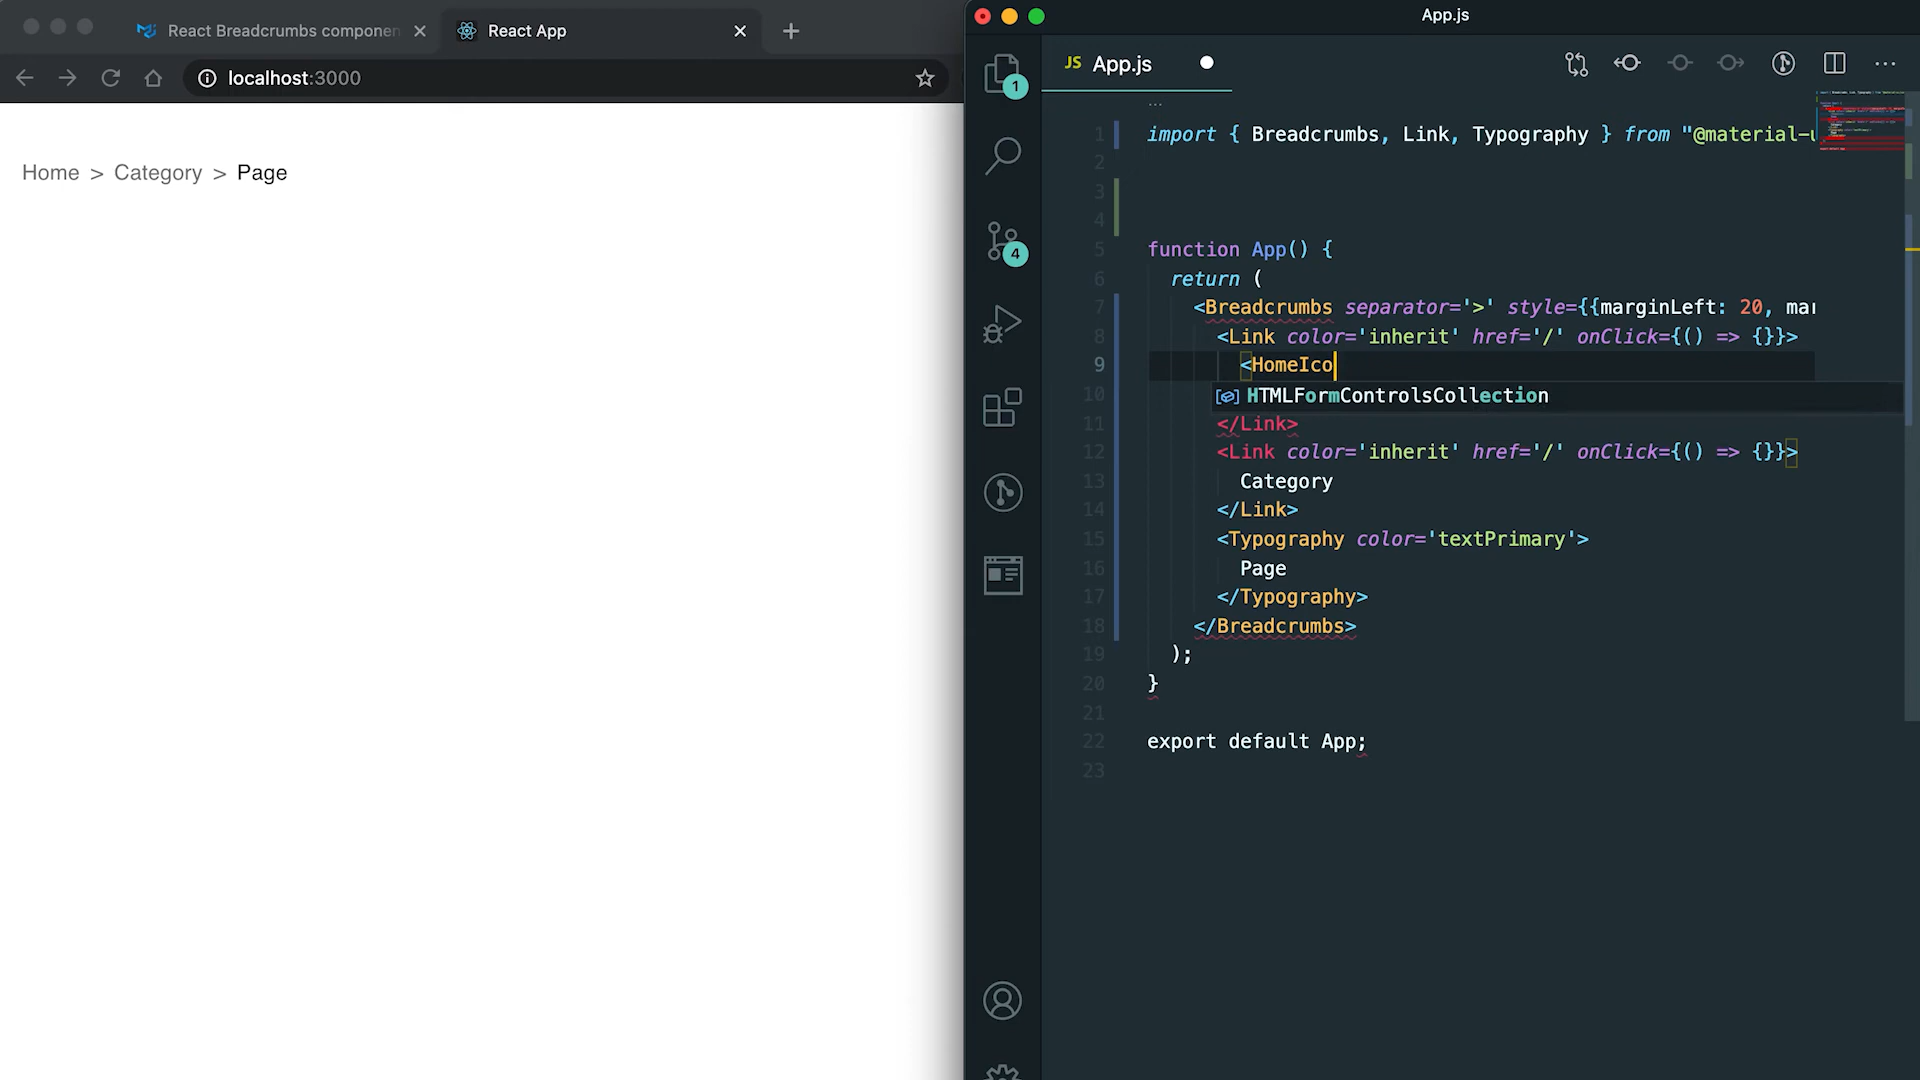 React Breadcrumbs componen
React App
localhost:3000
Home > Category > Page
App.js
JS App.js
1
4
1 import { Breadcrumbs, Link, Typography } from "@material-u
2
3
4
5 function App() {
6 return (
7 <Breadcrumbs separator='>' style={{marginLeft: 20, mar
8 <Link color='inherit' href='/' onClick={() => {}}>
9 <HomeIco
10 HTMLFormControlsCollection
11 </Link>
12 <Link color='inherit' href='/' onClick={() => {}}>
13 Category
14 </Link>
15 <Typography color='textPrimary'>
16 Page
17 </Typography>
18 </Breadcrumbs>
19 );
20 }
21
22 export default App;
23